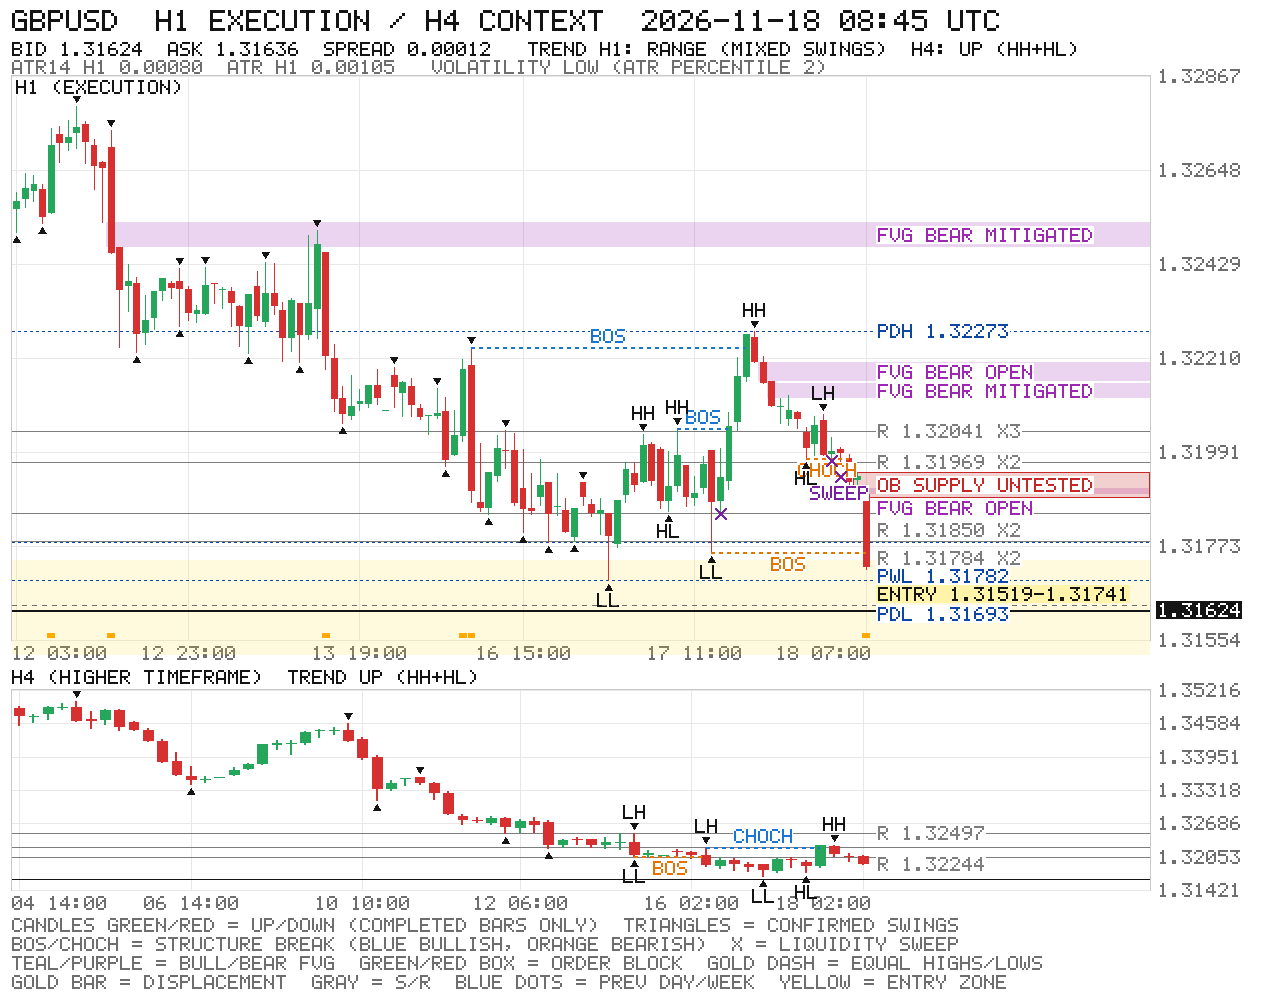 GBPUSD  H1 EXECUTION / H4 CONTEXT  2026-11-18 08:45 UTC
BID 1.31624  ASK 1.31636  SPREAD 0.00012   TREND H1: RANGE (MIXED SWINGS)  H4: UP (HH+HL)
ATR14 H1 0.00080  ATR H1 0.00105   VOLATILITY LOW (ATR PERCENTILE 2)
1.32867
H1 (EXECUTION)
1.32648
FVG BEAR MITIGATED
1.32429
HH
PDH 1.32273
BOS
1.32210
FVG BEAR OPEN
FVG BEAR MITIGATED
LH
HH HH
BOS
R 1.32041 X3
1.31991
R 1.31969 X2
CHOCH
HL
OB SUPPLY UNTESTED
SWEEP
FVG BEAR OPEN
HL
R 1.31850 X2
1.31773
R 1.31784 X2
BOS
LL
PWL 1.31782
LL
ENTRY 1.31519-1.31741
1.31624
PDL 1.31693
1.31554
12 03:00  12 23:00  13 19:00  16 15:00  17 11:00  18 07:00
H4 (HIGHER TIMEFRAME)  TREND UP (HH+HL)
1.35216
1.34584
1.33951
1.33318
LH
1.32686
LH
HH
R 1.32497
CHOCH
1.32053
R 1.32244
BOS
LL
1.31421
LL
HL
04 14:00  06 14:00  10 10:00  12 06:00  16 02:00  18 02:00
CANDLES GREEN/RED = UP/DOWN (COMPLETED BARS ONLY)  TRIANGLES = CONFIRMED SWINGS
BOS/CHOCH = STRUCTURE BREAK (BLUE BULLISH, ORANGE BEARISH)  X = LIQUIDITY SWEEP
TEAL/PURPLE = BULL/BEAR FVG  GREEN/RED BOX = ORDER BLOCK  GOLD DASH = EQUAL HIGHS/LOWS
GOLD BAR = DISPLACEMENT  GRAY = S/R  BLUE DOTS = PREV DAY/WEEK  YELLOW = ENTRY ZONE